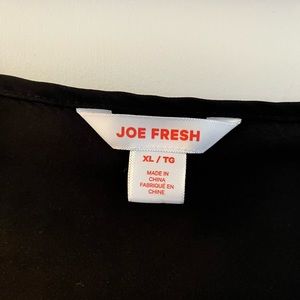 JOE FRESH
XL / TG
MADE IN
CHINA
FABRIQUÉ EN
CHINE